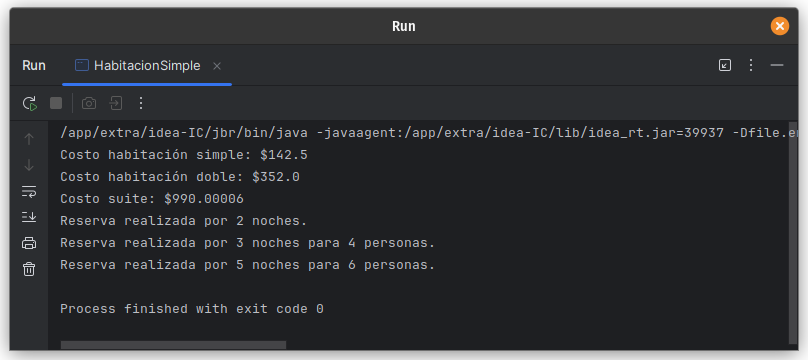 Run
Run HabitacionSimple
/app/extra/idea-IC/jbr/bin/java -javaagent:/app/extra/idea-IC/lib/idea_rt.jar=39937 -Dfile.e
Costo habitación simple: $142.5
Costo habitación doble: $352.0
Costo suite: $990.00006
Reserva realizada por 2 noches.
Reserva realizada por 3 noches para 4 personas.
Reserva realizada por 5 noches para 6 personas.
Process finished with exit code 0